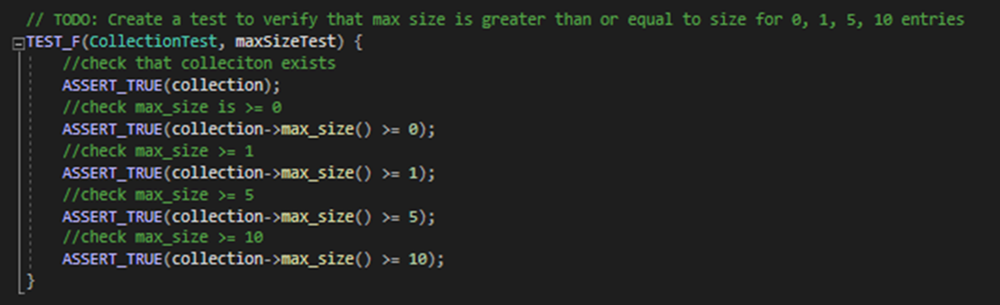 // TODO: Create a test to verify that max size is greater than or equal to size for 0, 1, 5, 10 entries
TEST_F(CollectionTest, maxSizeTest) {
//check that colleciton exists
ASSERT_TRUE(collection);
//check max_size is >= 0
ASSERT_TRUE(collection->max_size() >= 0);
//check max_size >= 1
ASSERT_TRUE(collection->max_size() >= 1);
//check max_size >= 5
ASSERT_TRUE(collection->max_size() >= 5);
//check max_size >= 10
ASSERT_TRUE(collection->max_size() >= 10);
}